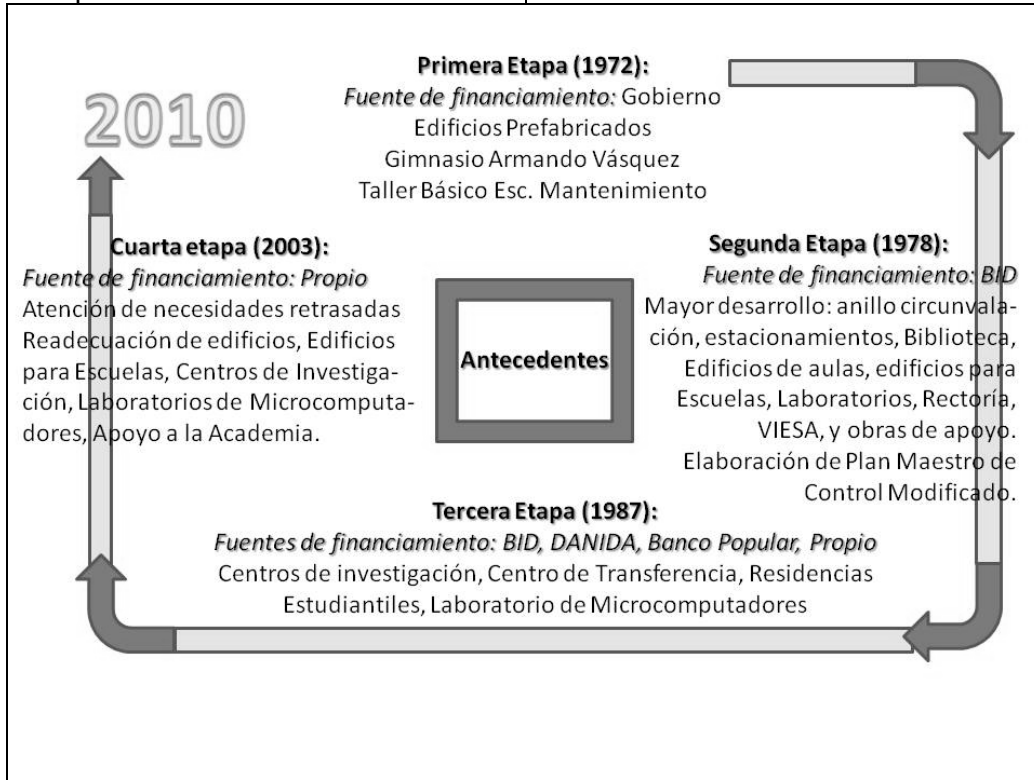 Primera Etapa (1972):
Fuente de financiamiento: Gobierno
Edificios Prefabricados
Gimnasio Armando Vásquez
Taller Básico Esc. Mantenimiento
2010
Segunda Etapa (1978):
Fuente de financiamiento: BID
Mayor desarrollo: anillo circunvala-
ción, estacionamientos, Biblioteca,
Edificios de aulas, edificios para
Escuelas, Laboratorios, Rectoría,
VIESA, y obras de apoyo.
Elaboración de Plan Maestro de
Control Modificado.
Antecedentes
Tercera Etapa (1987):
Fuentes de financiamiento: BID, DANIDA, Banco Popular, Propio
Centros de investigación, Centro de Transferencia, Residencias
Estudiantiles, Laboratorio de Microcomputadores
Cuarta etapa (2003):
Fuente de financiamiento: Propio
Atención de necesidades retrasadas
Readecuación de edificios, Edificios
para Escuelas, Centros de Investiga-
ción, Laboratorios de Microcomputa-
dores, Apoyo a la Academia.